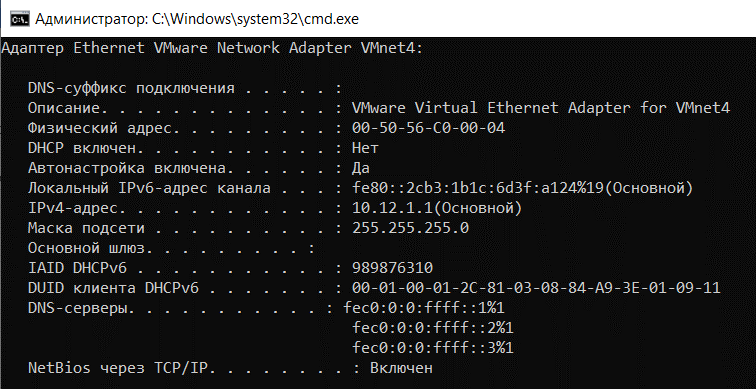 Администратор: C:\Windows\system32\cmd.exe
Адаптер Ethernet VMware Network Adapter VMnet4:
DNS-суффикс подключения . . . . . :
Описание. . . . . . . . . . . . . : VMware Virtual Ethernet Adapter for VMnet4
Физический адрес. . . . . . . . . : 00-50-56-C0-00-04
DHCP включен. . . . . . . . . . . : Нет
Автонастройка включена. . . . . . : Да
Локальный IPv6-адрес канала . . . : fe80::2cb3:1b1c:6d3f:a124%19(Основной)
IPv4-адрес. . . . . . . . . . . . : 10.12.1.1(Основной)
Маска подсети . . . . . . . . . . : 255.255.255.0
Основной шлюз. . . . . . . . . :
IAID DHCPv6 . . . . . . . . . . . : 989876310
DUID клиента DHCPv6 . . . . . . . : 00-01-00-01-2C-81-03-08-84-A9-3E-01-09-11
DNS-серверы. . . . . . . . . . . : fec0:0:0:ffff::1%1
fec0:0:0:ffff::2%1
fec0:0:0:ffff::3%1
NetBios через TCP/IP. . . . . . . . : Включен